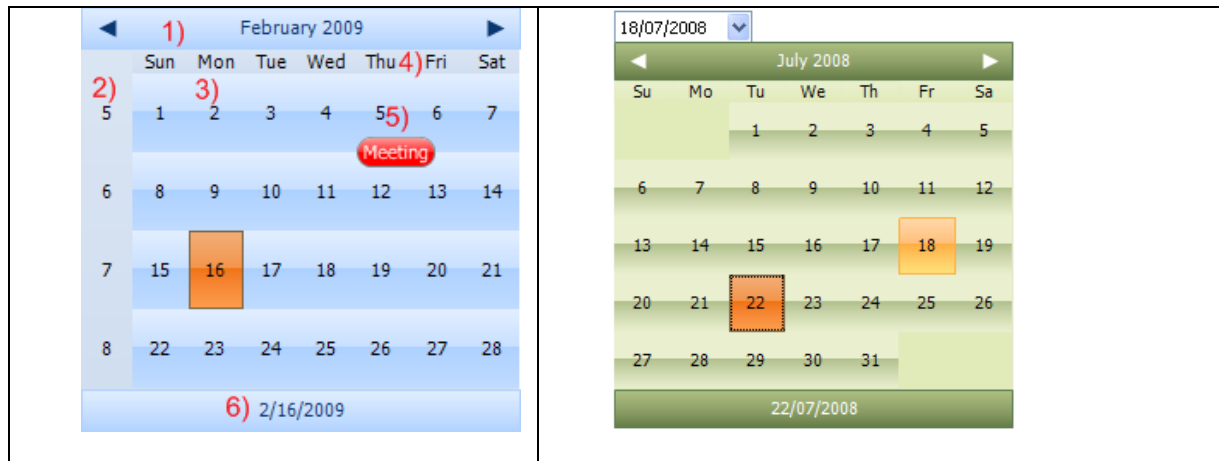 1) February 2009
Sun Mon Tue Wed Thu 4) Fri Sat
2) 3)
5 1 2 3 4 5 5) 6 7
Meeting
6 8 9 10 11 12 13 14
7 15 16 17 18 19 20 21
8 22 23 24 25 26 27 28
6) 2/16/2009
18/07/2008
July 2008
Su Mo Tu We Th Fr Sa
1 2 3 4 5
6 7 8 9 10 11 12
13 14 15 16 17 18 19
20 21 22 23 24 25 26
27 28 29 30 31
22/07/2008